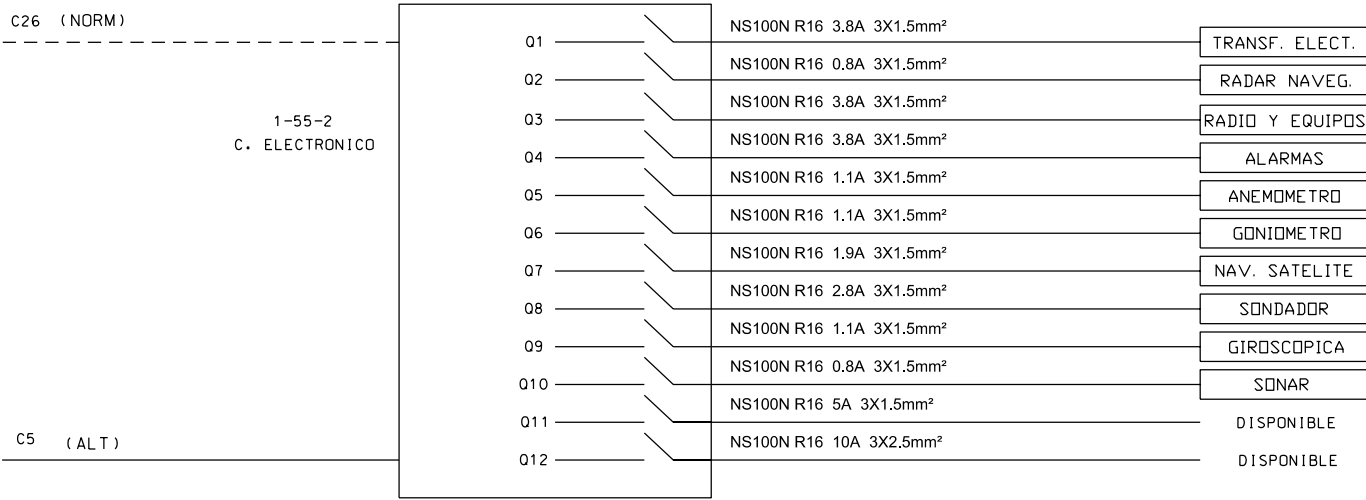 C26 (NORM)
1-55-2
C. ELECTRONICO
C5 (ALT)
Q1 NS100N R16 3.8A 3X1.5mm² TRANSF. ELECT.
Q2 NS100N R16 0.8A 3X1.5mm² RADAR NAVEG.
Q3 NS100N R16 3.8A 3X1.5mm² RADIO Y EQUIPOS
Q4 NS100N R16 3.8A 3X1.5mm² ALARMAS
Q5 NS100N R16 1.1A 3X1.5mm² ANEMOMETRO
Q6 NS100N R16 1.1A 3X1.5mm² GONIOMETRO
Q7 NS100N R16 1.9A 3X1.5mm² NAV. SATELITE
Q8 NS100N R16 2.8A 3X1.5mm² SONDADOR
Q9 NS100N R16 1.1A 3X1.5mm² GIROSCOPICA
Q10 NS100N R16 0.8A 3X1.5mm² SONAR
Q11 NS100N R16 5A 3X1.5mm² DISPONIBLE
Q12 NS100N R16 10A 3X2.5mm² DISPONIBLE